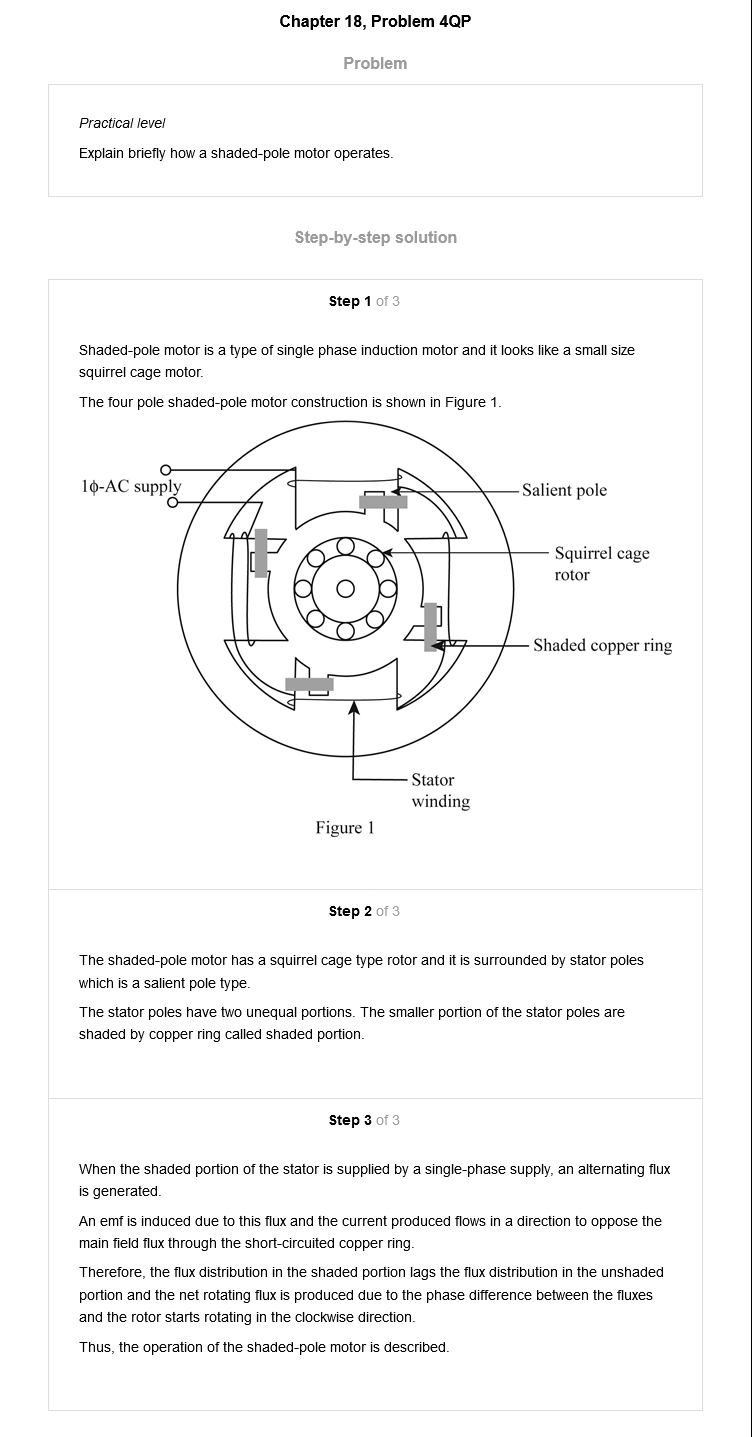 Chapter 18, Problem 4QP
Problem
Practical level
Explain briefly how a shaded-pole motor operates.
Step-by-step solution
Step 1 of 3
Shaded-pole motor is a type of single phase induction motor and it looks like a small size
squirrel cage motor.
The four pole shaded-pole motor construction is shown in Figure 1.
1ϕ-AC supply
Salient pole
Squirrel cage
rotor
Shaded copper ring
Stator
winding
Figure 1
Step 2 of 3
The shaded-pole motor has a squirrel cage type rotor and it is surrounded by stator poles
which is a salient pole type.
The stator poles have two unequal portions. The smaller portion of the stator poles are
shaded by copper ring called shaded portion.
Step 3 of 3
When the shaded portion of the stator is supplied by a single-phase supply, an alternating flux
is generated.
An emf is induced due to this flux and the current produced flows in a direction to oppose the
main field flux through the short-circuited copper ring.
Therefore, the flux distribution in the shaded portion lags the flux distribution in the unshaded
portion and the net rotating flux is produced due to the phase difference between the fluxes
and the rotor starts rotating in the clockwise direction.
Thus, the operation of the shaded-pole motor is described.